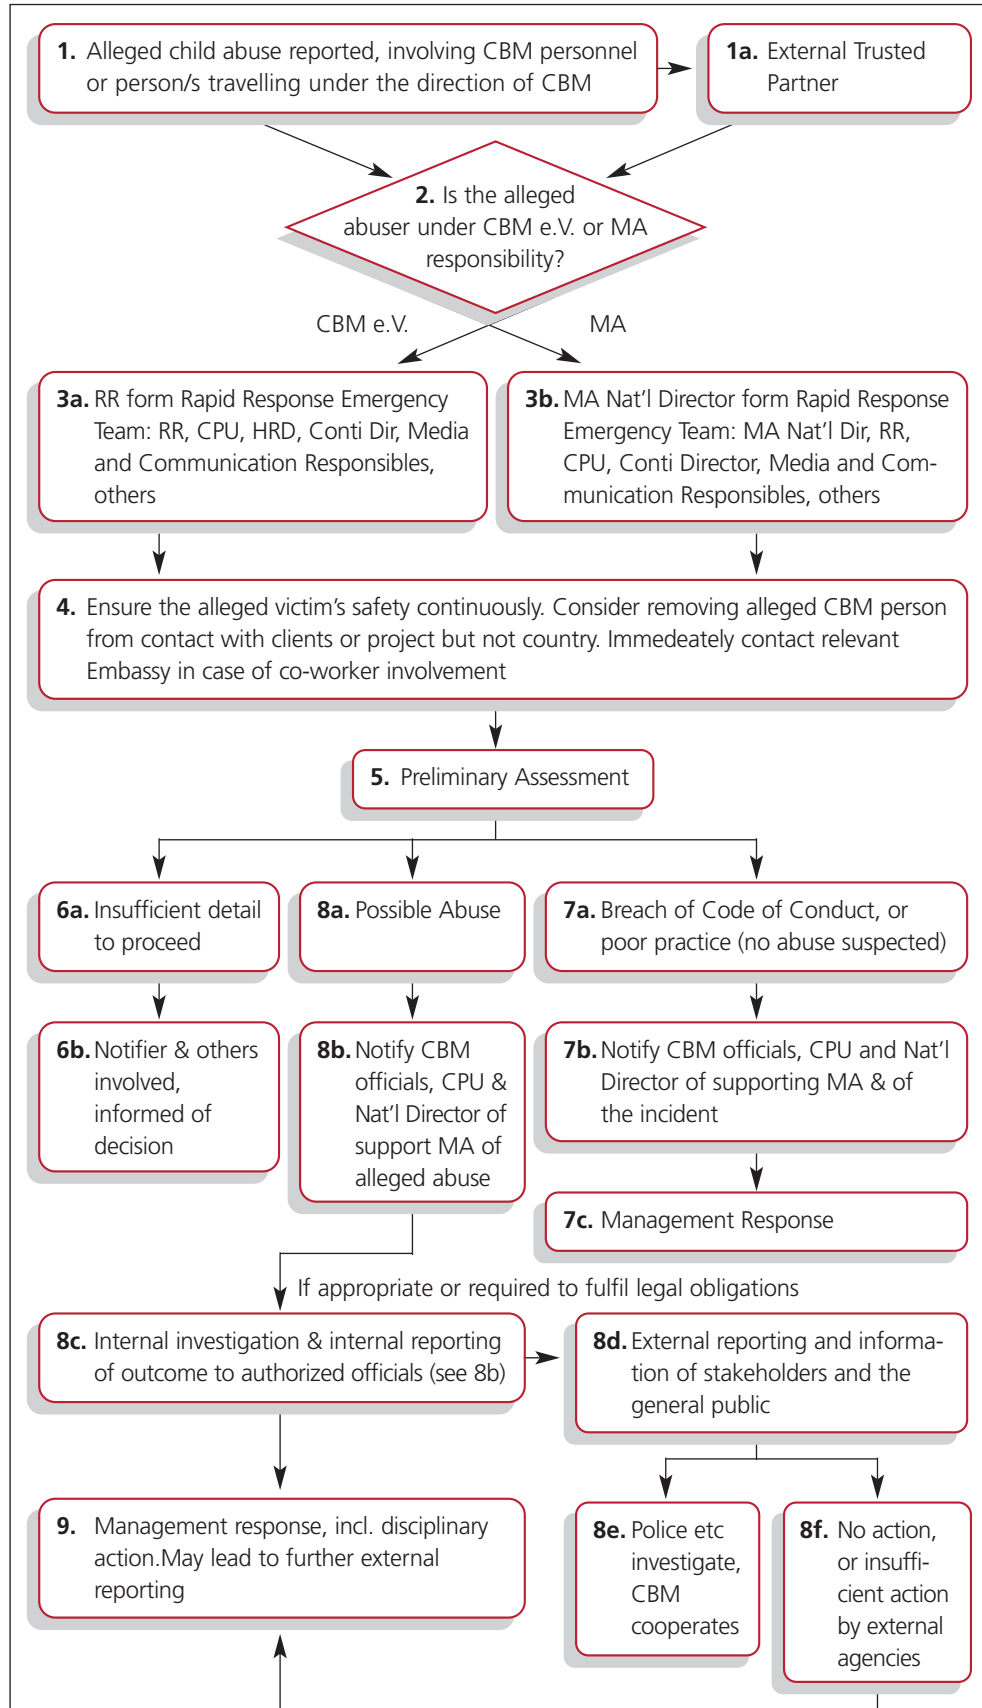 1. Alleged child abuse reported, involving CBM personnel
or person/s travelling under the direction of CBM
1a. External Trusted
Partner
2. Is the alleged
abuser under CBM e.V. or MA
responsibility?
CBM e.V.
MA
3a. RR form Rapid Response Emergency
Team: RR, CPU, HRD, Conti Dir, Media
and Communication Responsibles,
others
3b. MA Nat'l Director form Rapid Response
Emergency Team: MA Nat'l Dir, RR,
CPU, Conti Director, Media and Com-
munication Responsibles, others
4. Ensure the alleged victim's safety continuously. Consider removing alleged CBM person
from contact with clients or project but not country. Immedeately contact relevant
Embassy in case of co-worker involvement
5. Preliminary Assessment
6a. Insufficient detail
to proceed
8a. Possible Abuse
7a. Breach of Code of Conduct, or
poor practice (no abuse suspected)
6b. Notifier & others
involved,
informed of
decision
8b. Notify CBM
officials, CPU &
Nat'l Director of
support MA of
alleged abuse
7b. Notify CBM officials, CPU and Nat'l
Director of supporting MA & of
the incident
7c. Management Response
If appropriate or required to fulfil legal obligations
8c. Internal investigation & internal reporting
of outcome to authorized officials (see 8b)
8d. External reporting and informa-
tion of stakeholders and the
general public
9. Management response, incl. disciplinary
action.May lead to further external
reporting
8e. Police etc
investigate,
CBM
cooperates
8f. No action,
or insuffi-
cient action
by external
agencies